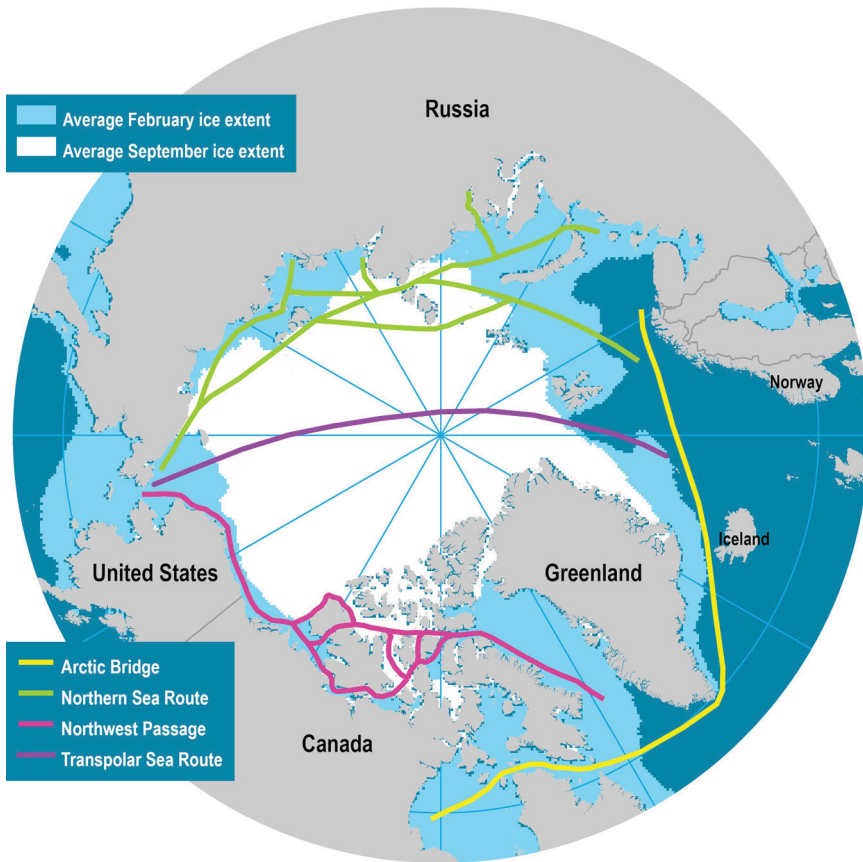 Russia
Average February ice extent
Average September ice extent
Norway
Iceland
United States
Greenland
Arctic Bridge
Northern Sea Route
Northwest Passage
Transpolar Sea Route
Canada